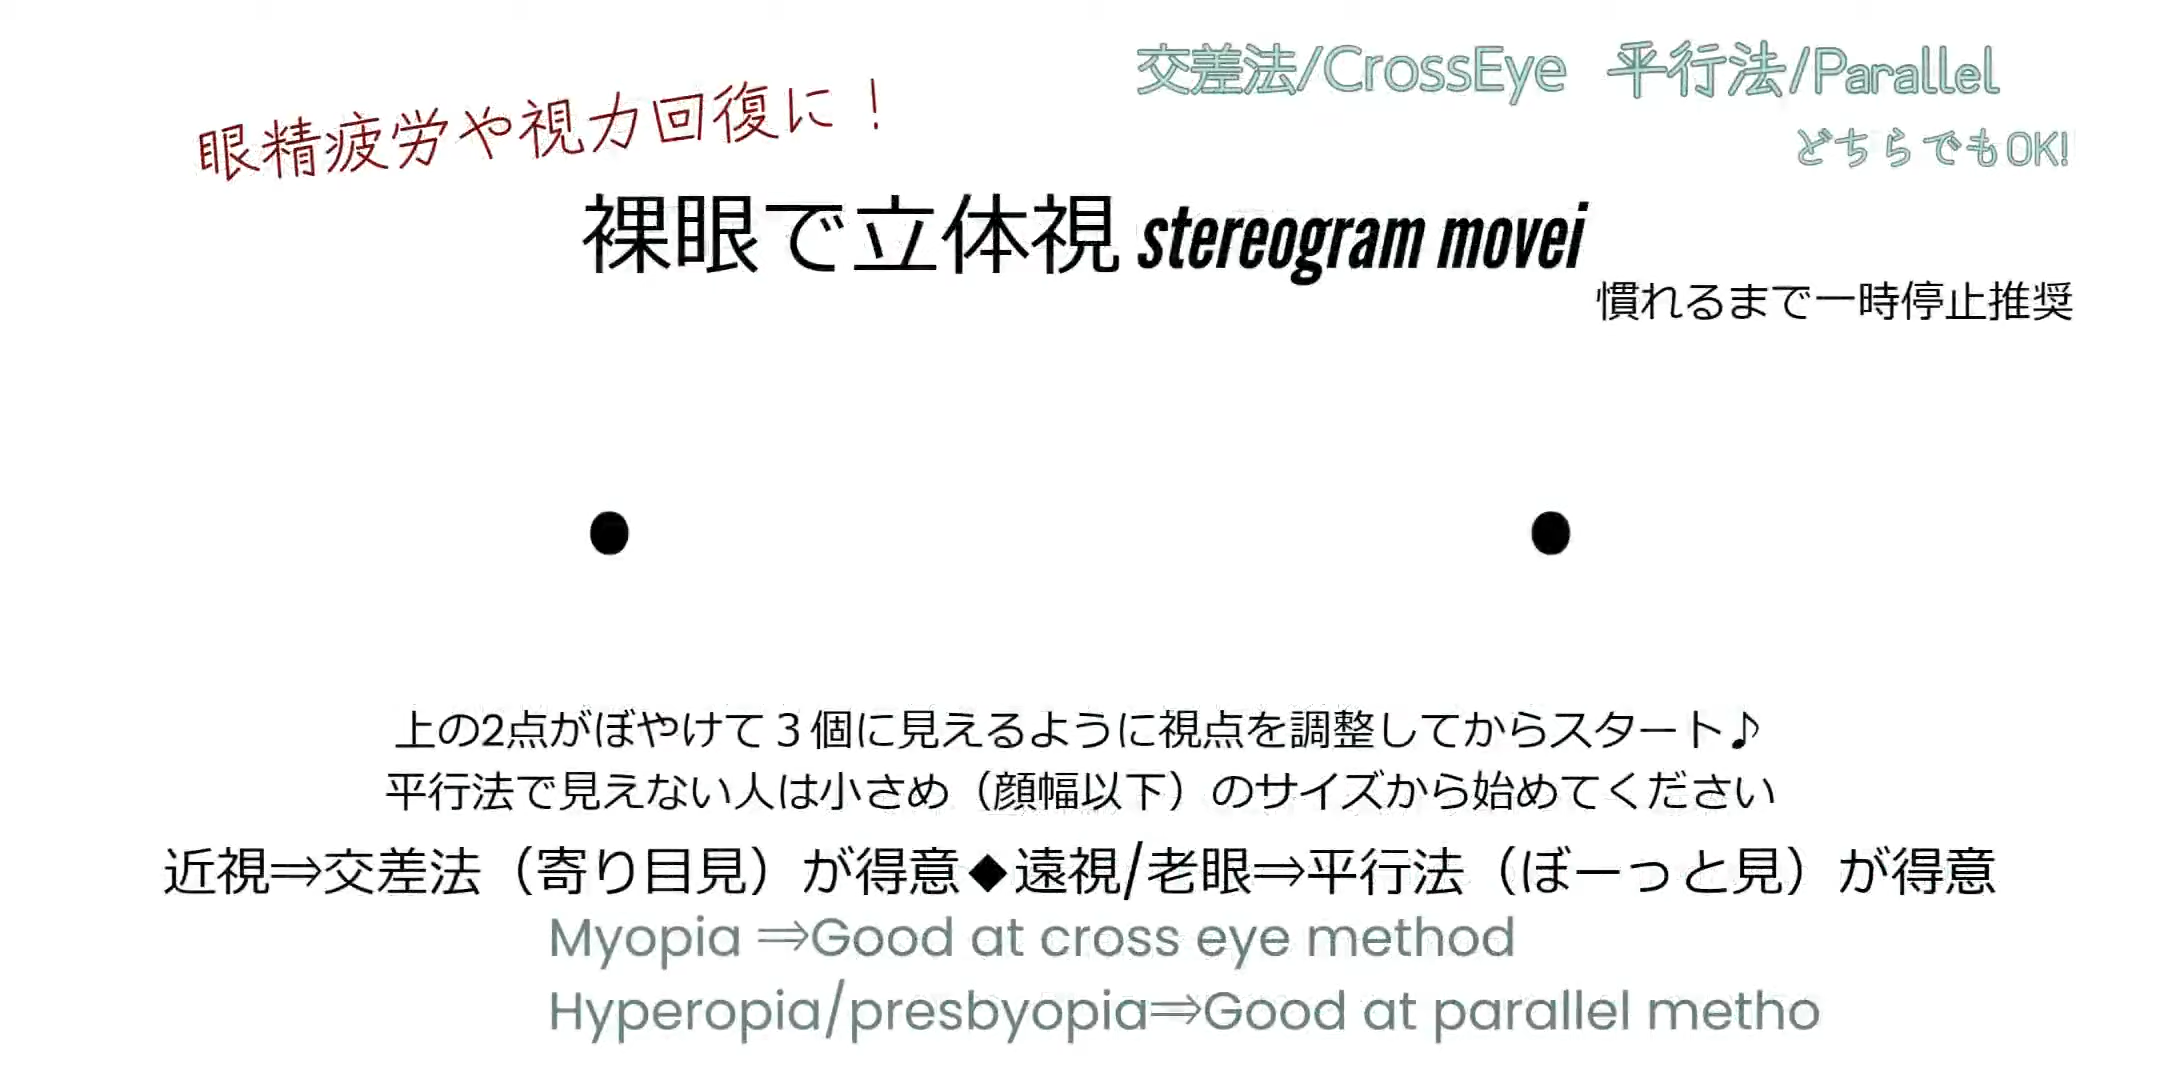 交差法/CrossEye 平行法/Parallel
どちらでもOK!
眼精疲労や視力回復に！
裸眼で立体視 stereogram movei
慣れるまで一時停止推奨
上の2点がぼやけて３個に見えるように視点を調整してからスタート♪
平行法で見えない人は小さめ（顔幅以下）のサイズから始めてください
近視⇒交差法（寄り目見）が得意◆遠視/老眼⇒平行法（ぼーっと見）が得意
Myopia ⇒Good at cross eye method
Hyperopia/presbyopia⇒Good at parallel metho